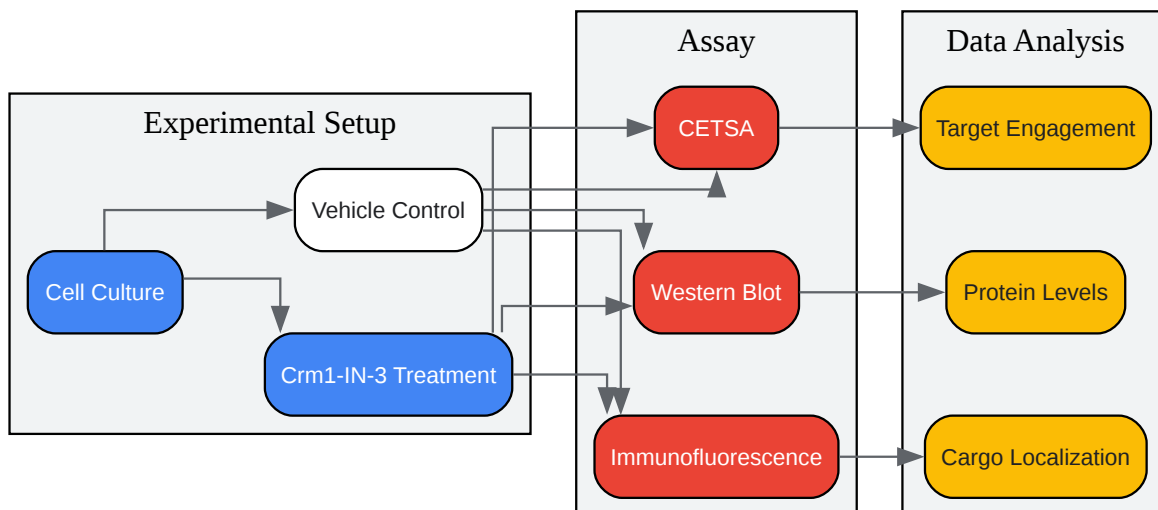 Experimental Setup
Cell Culture
Vehicle Control
Crm1-IN-3 Treatment
Assay
CETSA
Western Blot
Immunofluorescence
Data Analysis
Target Engagement
Protein Levels
Cargo Localization